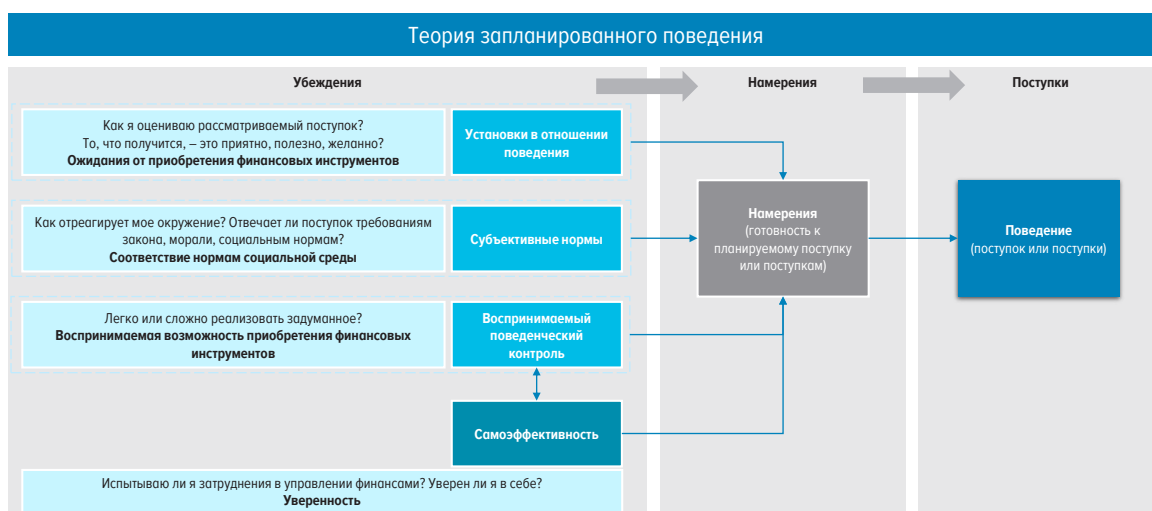 Теория запланированного поведения
Убеждения
Намерения
Поступки
Как я оцениваю рассматриваемый поступок?
То, что получится, – это приятно, полезно, желанно?
Ожидания от приобретения финансовых инструментов
Установки в отношении
поведения
Как отреагирует мое окружение? Отвечает ли поступок требованиям
закона, морали, социальным нормам?
Соответствие нормам социальной среды
Субъективные нормы
Намерения
(готовность к
планируемому поступку
или поступкам)
Поведение
(поступок или поступки)
Легко или сложно реализовать задуманное?
Воспринимаемая возможность приобретения финансовых
инструментов
Воспринимаемый
поведенческий
контроль
Самоэффективность
Испытываю ли я затруднения в управлении финансами? Уверен ли я в себе?
Уверенность